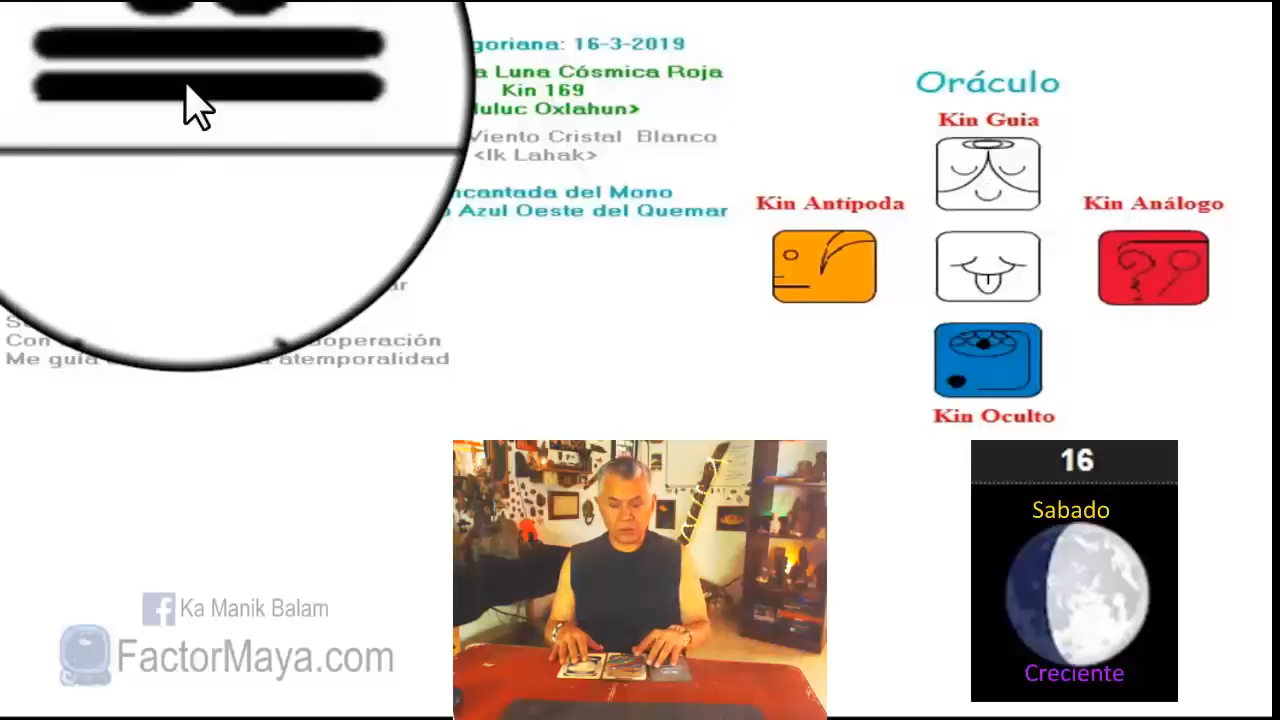 goriana: 16-3-2019
a Luna Cósmica Roja
Kin 169
uluc Oxlahun>
Viento Cristal Blanco
<Ik Lahak>
ncantada del Mono
Azul Oeste del Quemar
ar
Con
operación
Me guía
atemporalidad
Oráculo
Kin Guia
Kin Antípoda
Kin Análogo
Kin Oculto
16
Sabado
Creciente
Ka Manik Balam
FactorMaya.com